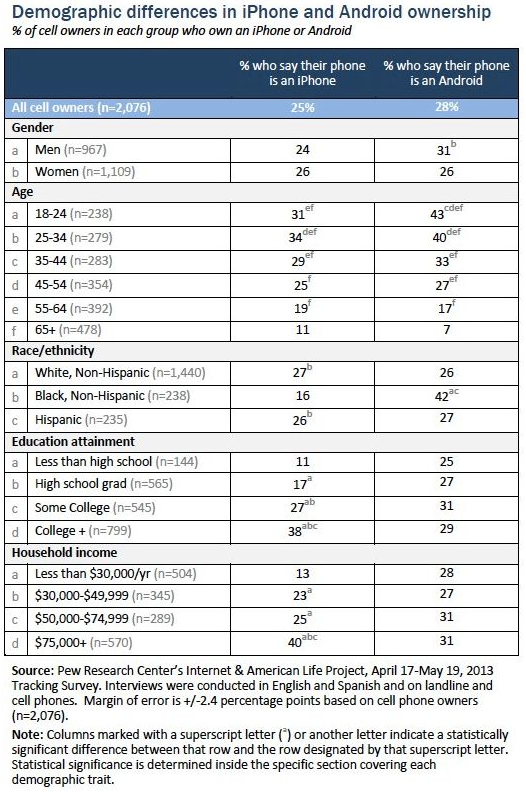 Demographic differences in iPhone and Android ownership
% of cell owners in each group who own an iPhone or Android
% who say their phone is an iPhone % who say their phone is an Android
All cell owners (n=2,076) 25% 28%
Gender
a Men (n=967) 24 31^b
b Women (n=1,109) 26 26
Age
a 18-24 (n=238) 31^ef 43^cdef
b 25-34 (n=279) 34^def 40^def
c 35-44 (n=283) 29^ef 33^ef
d 45-54 (n=354) 25^f 27^ef
e 55-64 (n=392) 19^f 17^f
f 65+ (n=478) 11 7
Race/ethnicity
a White, Non-Hispanic (n=1,440) 27^b 26
b Black, Non-Hispanic (n=238) 16 42^ac
c Hispanic (n=235) 26^b 27
Education attainment
a Less than high school (n=144) 11 25
b High school grad (n=565) 17^a 27
c Some College (n=545) 27^ab 31
d College + (n=799) 38^abc 29
Household income
a Less than $30,000/yr (n=504) 13 28
b $30,000-$49,999 (n=345) 23^a 27
c $50,000-$74,999 (n=289) 25^a 31
d $75,000+ (n=570) 40^abc 31
Source: Pew Research Center's Internet & American Life Project, April 17-May 19, 2013
Tracking Survey. Interviews were conducted in English and Spanish and on landline and
cell phones. Margin of error is +/-2.4 percentage points based on cell phone owners
(n=2,076).
Note: Columns marked with a superscript letter (^a) or another letter indicate a statistically
significant difference between that row and the row designated by that superscript letter.
Statistical significance is determined inside the specific section covering each
demographic trait.